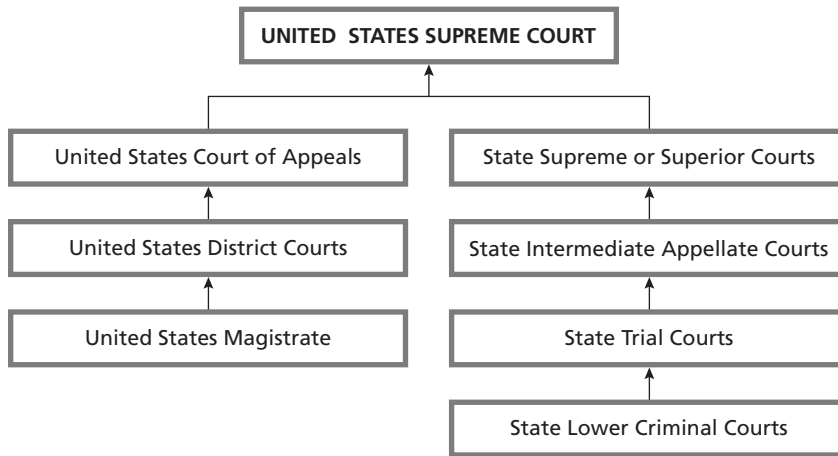 UNITED STATES SUPREME COURT
United States Court of Appeals
State Supreme or Superior Courts
United States District Courts
State Intermediate Appellate Courts
United States Magistrate
State Trial Courts
State Lower Criminal Courts